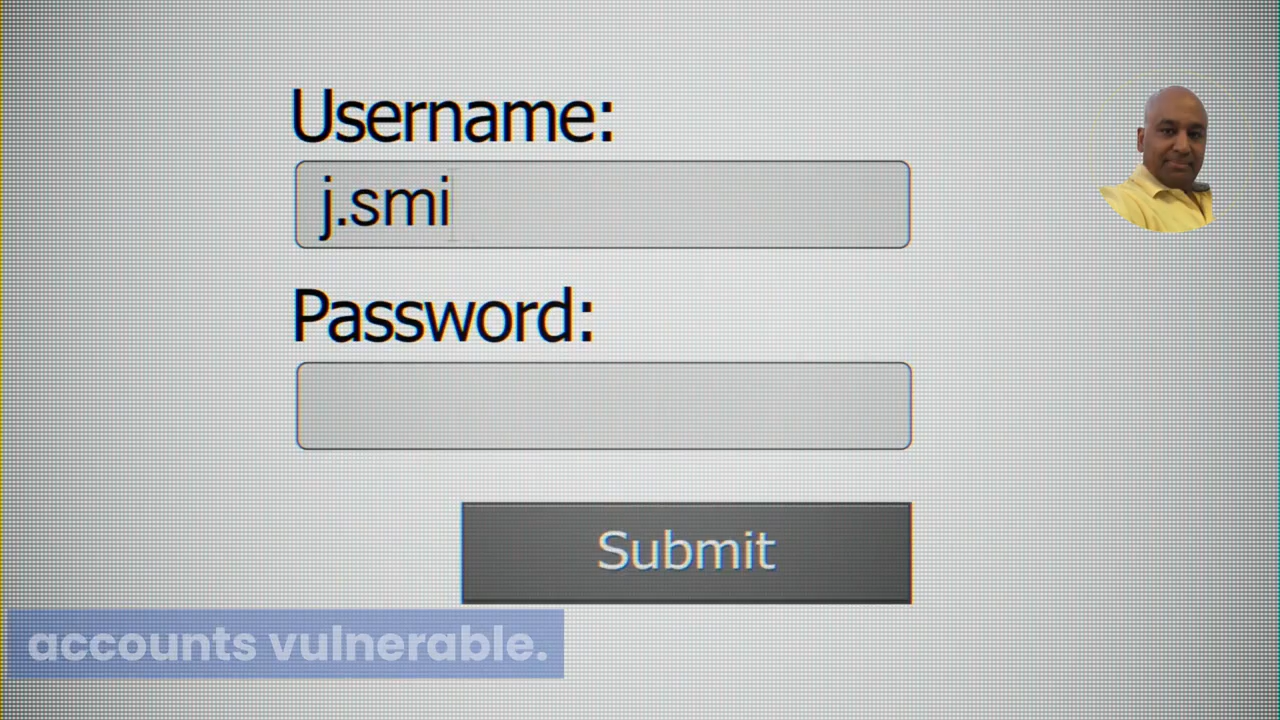 Username:
j.smi
Password:
Submit
accounts vulnerable.